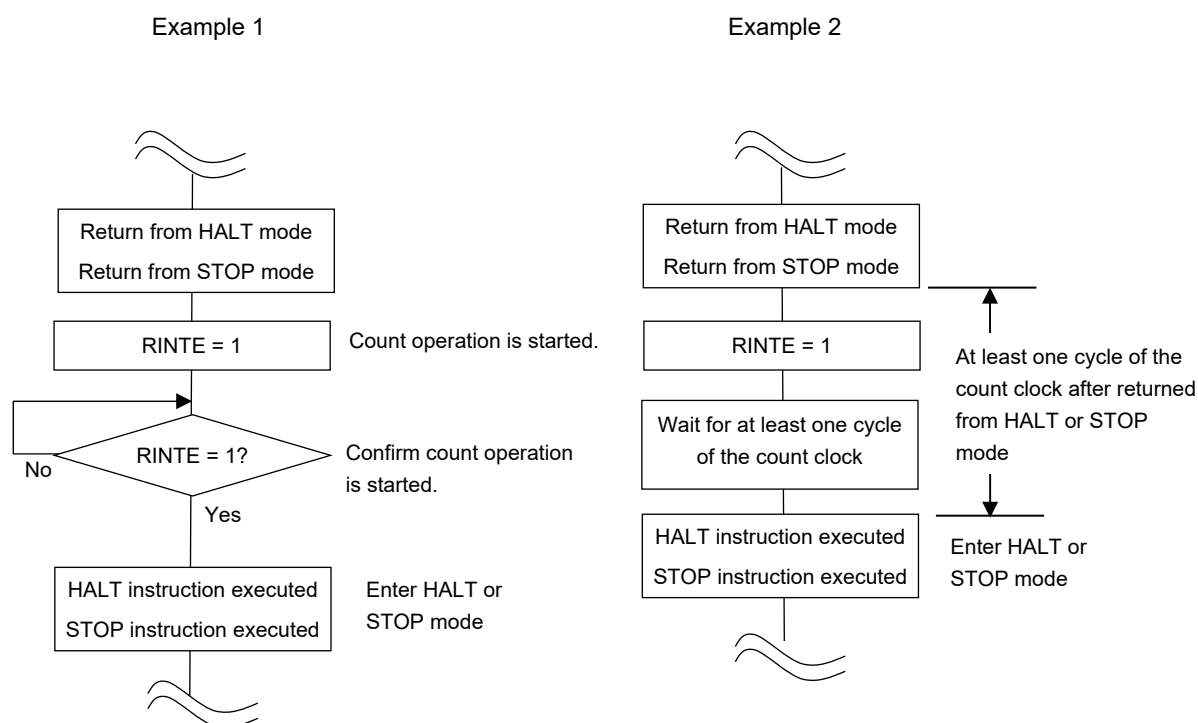 Example 1
Return from HALT mode
Return from STOP mode
RINTE = 1
Count operation is started.
RINTE = 1?
No
Confirm count operation
is started.
Yes
HALT instruction executed
STOP instruction executed
Enter HALT or
STOP mode
Example 2
Return from HALT mode
Return from STOP mode
RINTE = 1
Wait for at least one cycle
of the count clock
At least one cycle of the
count clock after returned
from HALT or STOP
mode
HALT instruction executed
STOP instruction executed
Enter HALT or
STOP mode